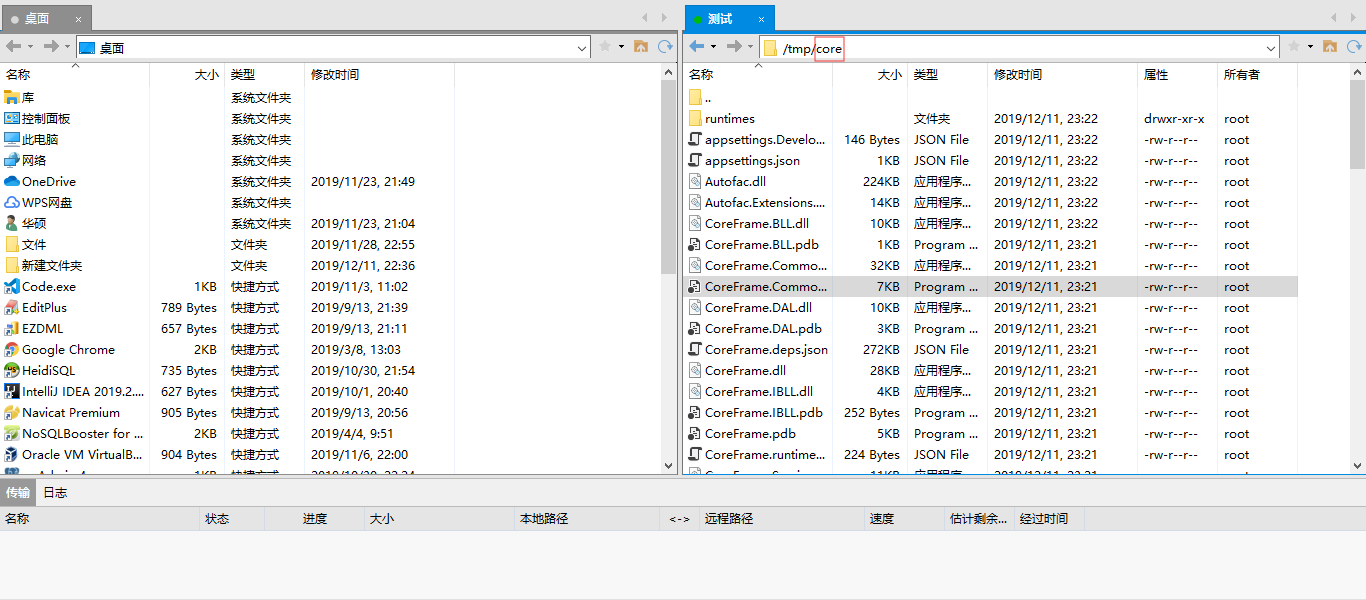 桌面 ×
桌面
名称 大小 类型 修改时间
库 系统文件夹
控制面板 系统文件夹
此电脑 系统文件夹
网络 系统文件夹
OneDrive 系统文件夹 2019/11/23, 21:49
WPS网盘 系统文件夹
华硕 系统文件夹 2019/11/23, 21:04
文件 文件夹 2019/11/28, 22:55
新建文件夹 文件夹 2019/12/11, 22:36
Code.exe 1KB 快捷方式 2019/11/3, 11:02
EditPlus 789 Bytes 快捷方式 2019/9/13, 21:39
EZDML 657 Bytes 快捷方式 2019/9/13, 21:11
Google Chrome 2KB 快捷方式 2019/3/8, 13:03
HeidiSQL 735 Bytes 快捷方式 2019/10/30, 21:54
IntelliJ IDEA 2019.2.... 627 Bytes 快捷方式 2019/10/1, 20:40
Navicat Premium 905 Bytes 快捷方式 2019/9/13, 20:56
NoSQLBooster for ... 2KB 快捷方式 2019/4/4, 9:51
Oracle VM VirtualB... 904 Bytes 快捷方式 2019/11/6, 22:00
测试 ×
/tmp/core
名称 大小 类型 修改时间 属性 所有者
..
runtimes 文件夹 2019/12/11, 23:22 drwxr-xr-x root
appsettings.Develo... 146 Bytes JSON File 2019/12/11, 23:22 -rw-r--r-- root
appsettings.json 1KB JSON File 2019/12/11, 23:22 -rw-r--r-- root
Autofac.dll 224KB 应用程序... 2019/12/11, 23:22 -rw-r--r-- root
Autofac.Extensions.... 14KB 应用程序... 2019/12/11, 23:22 -rw-r--r-- root
CoreFrame.BLL.dll 10KB 应用程序... 2019/12/11, 23:22 -rw-r--r-- root
CoreFrame.BLL.pdb 1KB Program ... 2019/12/11, 23:21 -rw-r--r-- root
CoreFrame.Commo... 32KB 应用程序... 2019/12/11, 23:21 -rw-r--r-- root
CoreFrame.Commo... 7KB Program ... 2019/12/11, 23:21 -rw-r--r-- root
CoreFrame.DAL.dll 10KB 应用程序... 2019/12/11, 23:21 -rw-r--r-- root
CoreFrame.DAL.pdb 3KB Program ... 2019/12/11, 23:21 -rw-r--r-- root
CoreFrame.deps.json 272KB JSON File 2019/12/11, 23:21 -rw-r--r-- root
CoreFrame.dll 28KB 应用程序... 2019/12/11, 23:21 -rw-r--r-- root
CoreFrame.IBLL.dll 4KB 应用程序... 2019/12/11, 23:21 -rw-r--r-- root
CoreFrame.IBLL.pdb 252 Bytes Program ... 2019/12/11, 23:21 -rw-r--r-- root
CoreFrame.pdb 5KB Program ... 2019/12/11, 23:21 -rw-r--r-- root
CoreFrame.runtime... 224 Bytes JSON File 2019/12/11, 23:21 -rw-r--r-- root
传输 日志
名称 状态 进度 大小 本地路径 <-> 远程路径 速度 估计剩余... 经过时间